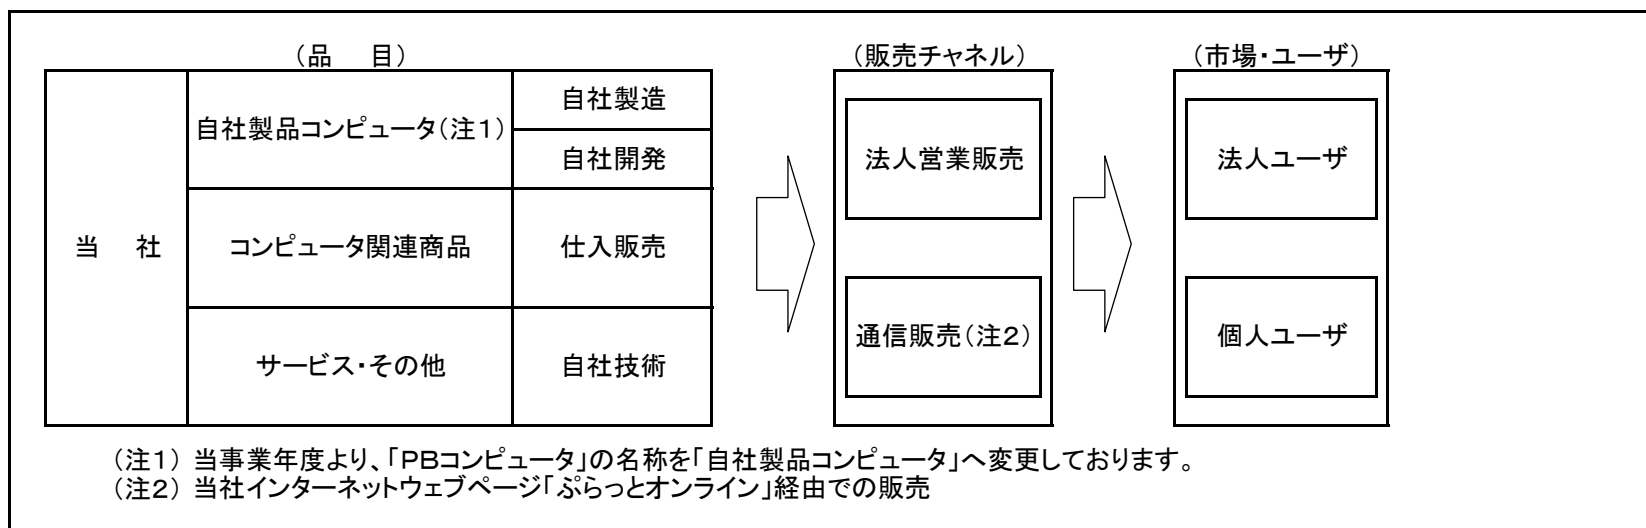 （品　目）
（販売チャネル）
（市場・ユーザ）
当　社
自社製品コンピュータ（注１）
自社製造
自社開発
コンピュータ関連商品
仕入販売
サービス・その他
自社技術
法人営業販売
通信販売（注２）
法人ユーザ
個人ユーザ
（注１） 当事業年度より、「ＰＢコンピュータ」の名称を「自社製品コンピュータ」へ変更しております。
（注２） 当社インターネットウェブページ「ぷらっとオンライン」経由での販売